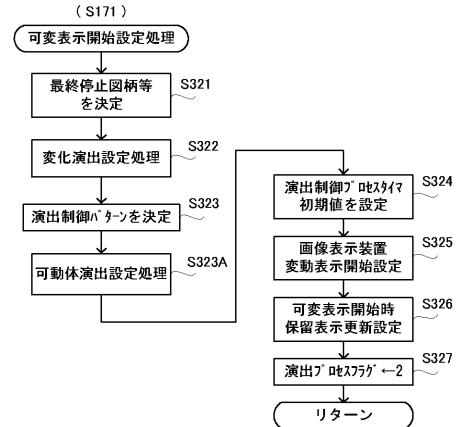 (S171)
可変表示開始設定処理
最終停止図柄等
を決定
S321
変化演出設定処理
S322
演出制御ﾊﾟﾀｰﾝを決定
S323
可動体演出設定処理
S323A
演出制御ﾌﾟﾛｾｽﾀｲﾏ
初期値を設定
S324
画像表示装置
変動表示開始設定
S325
可変表示開始時
保留表示更新設定
S326
演出ﾌﾟﾛｾｽﾌﾗｸﾞ←2
S327
リターン